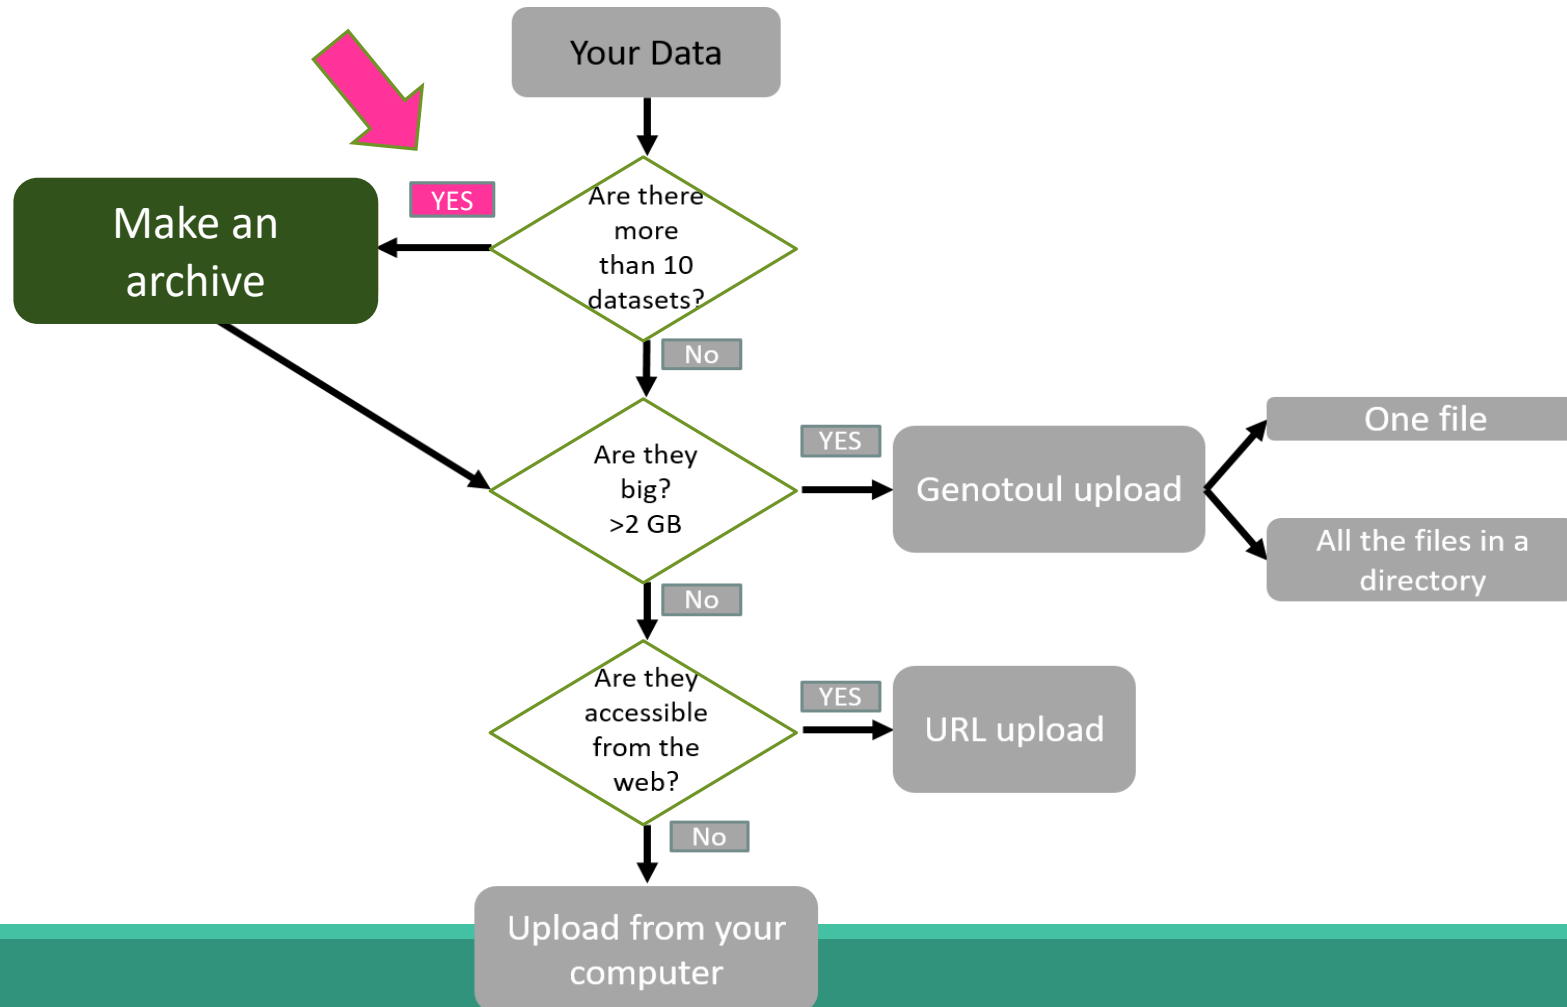 Your Data
YES
Are there
more
than 10
datasets?
Make an
archive
No
Are they
big?
>2 GB
YES
Genotoul upload
One file
All the files in a
directory
No
Are they
accessible
from the
web?
YES
URL upload
No
Upload from your
computer